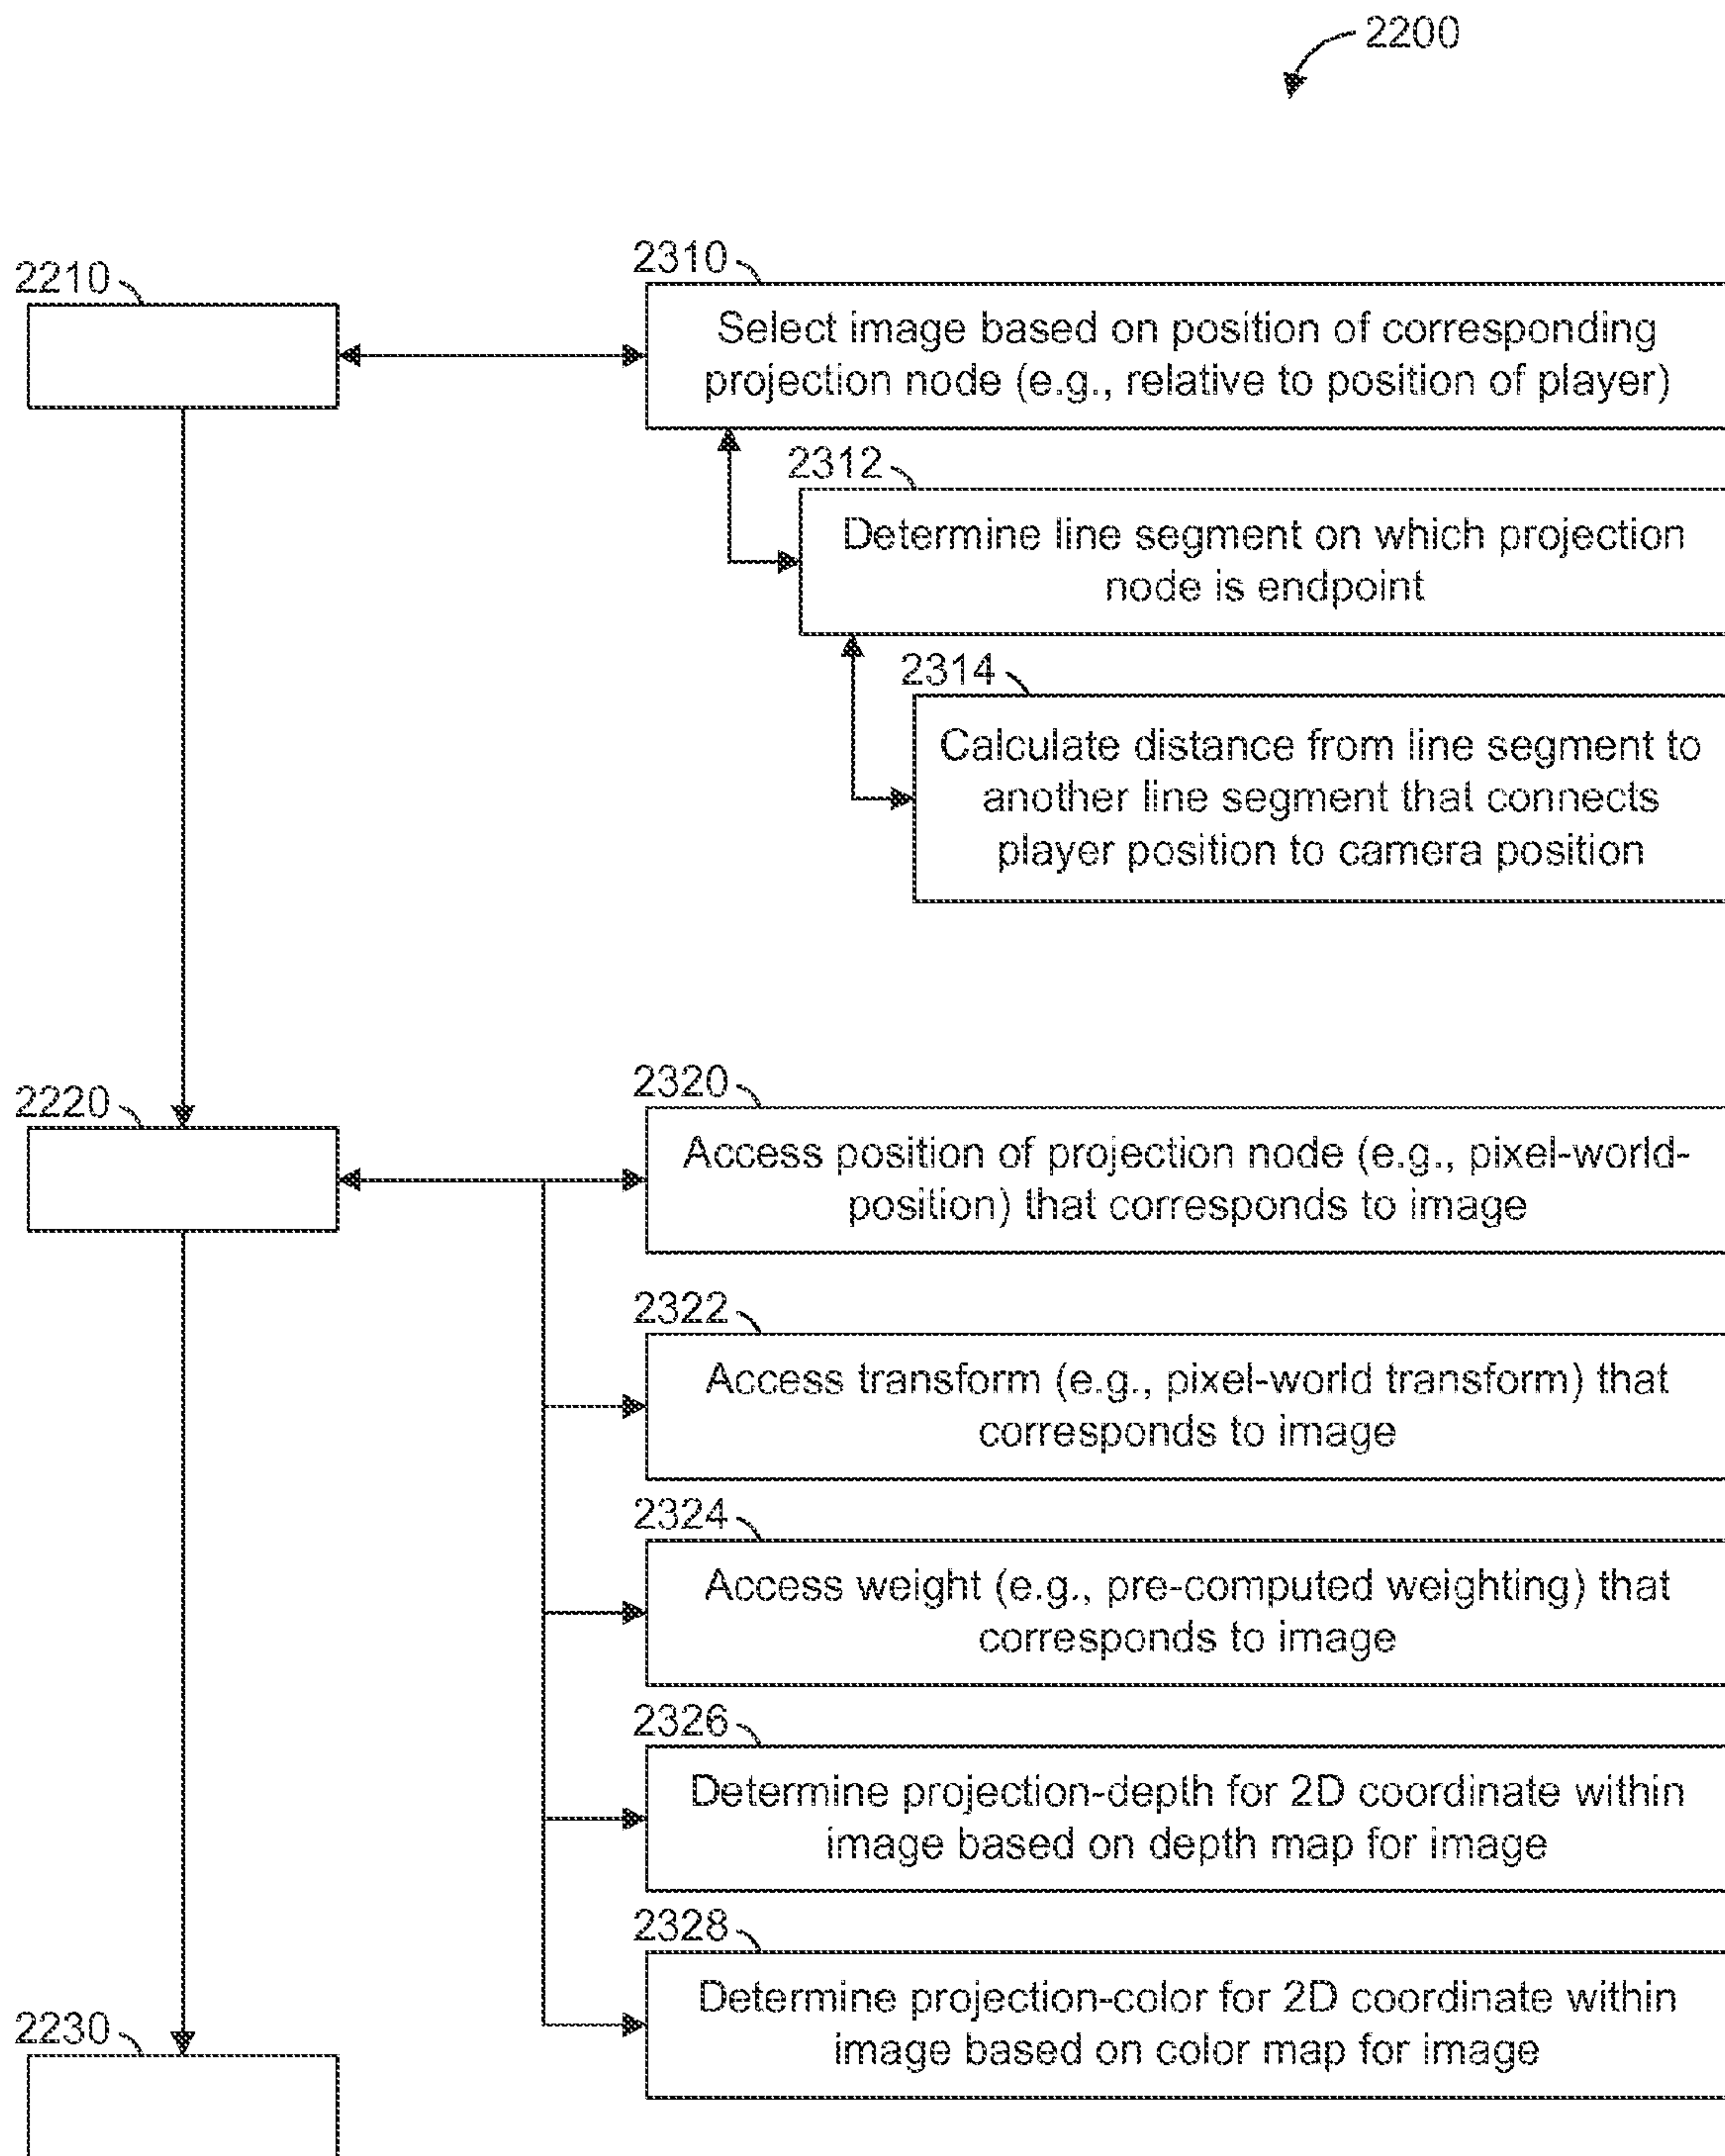 2200
2210
2310
Select image based on position of corresponding
projection node (e.g., relative to position of player)
2312
Determine line segment on which projection
node is endpoint
2314
Calculate distance from line segment to
another line segment that connects
player position to camera position
2220
2320
Access position of projection node (e.g., pixel-world-
position) that corresponds to image
2322
Access transform (e.g., pixel-world transform) that
corresponds to image
2324
Access weight (e.g., pre-computed weighting) that
corresponds to image
2326
Determine projection-depth for 2D coordinate within
image based on depth map for image
2328
Determine projection-color for 2D coordinate within
image based on color map for image
2230